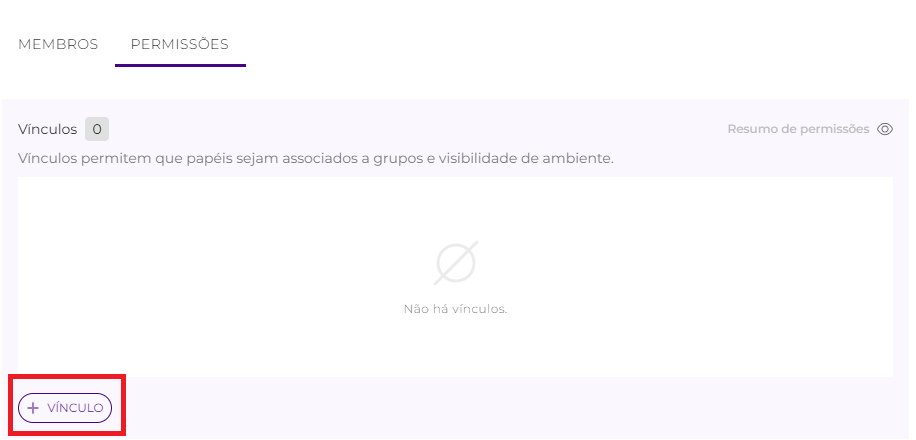 MEMBROS PERMISSÕES
Vínculos 0 Resumo de permissões
Vínculos permitem que papéis sejam associados a grupos e visibilidade de ambiente.
Não há vínculos.
+ VÍNCULO